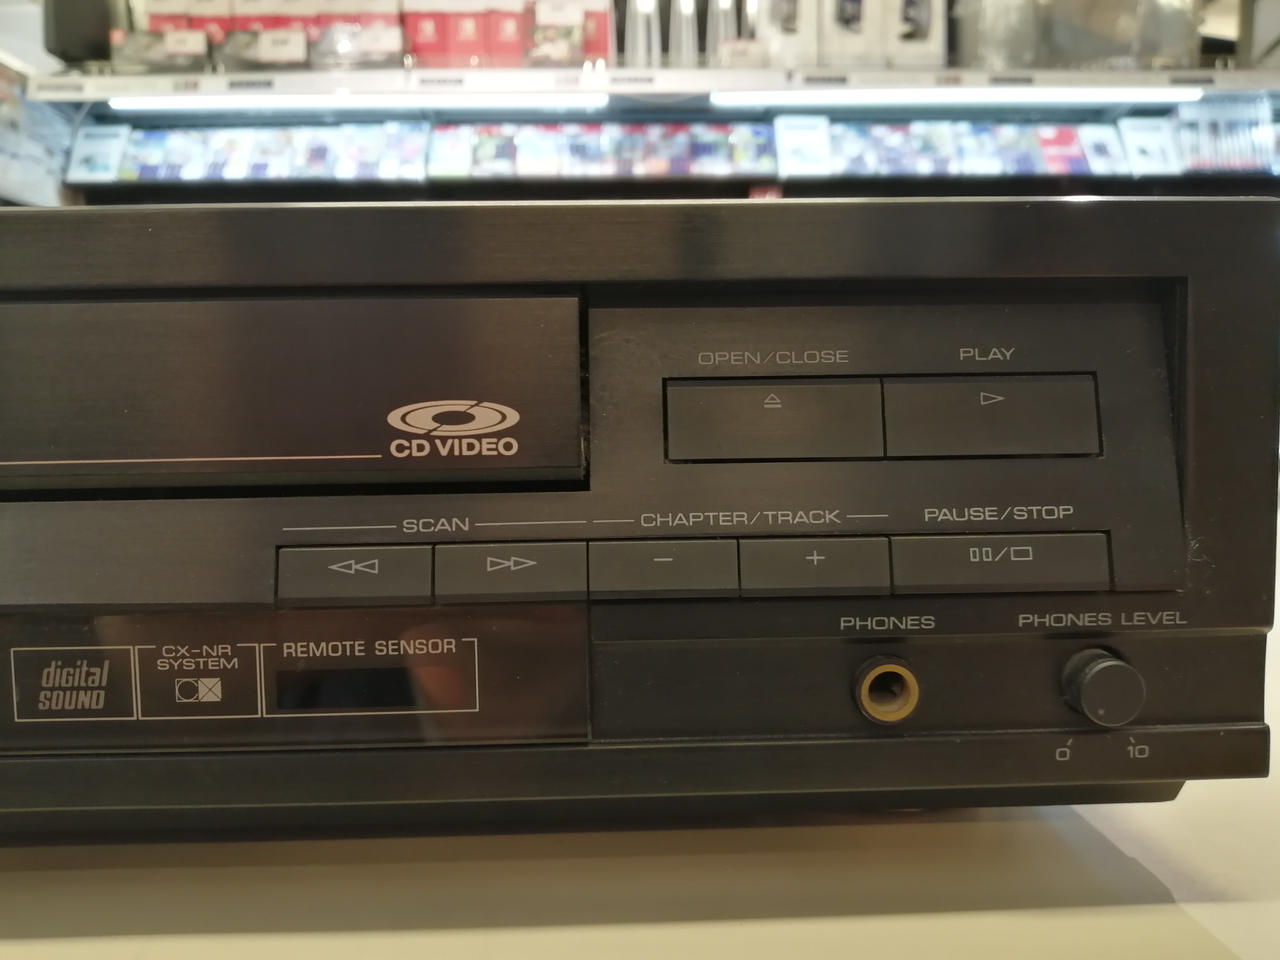 OPEN/CLOSE
PLAY
CD VIDEO
SCAN
CHAPTER/TRACK
PAUSE/STOP
PHONES
PHONES LEVEL
digital
SOUND
CX-NR
SYSTEM
CX
REMOTE SENSOR
0
10